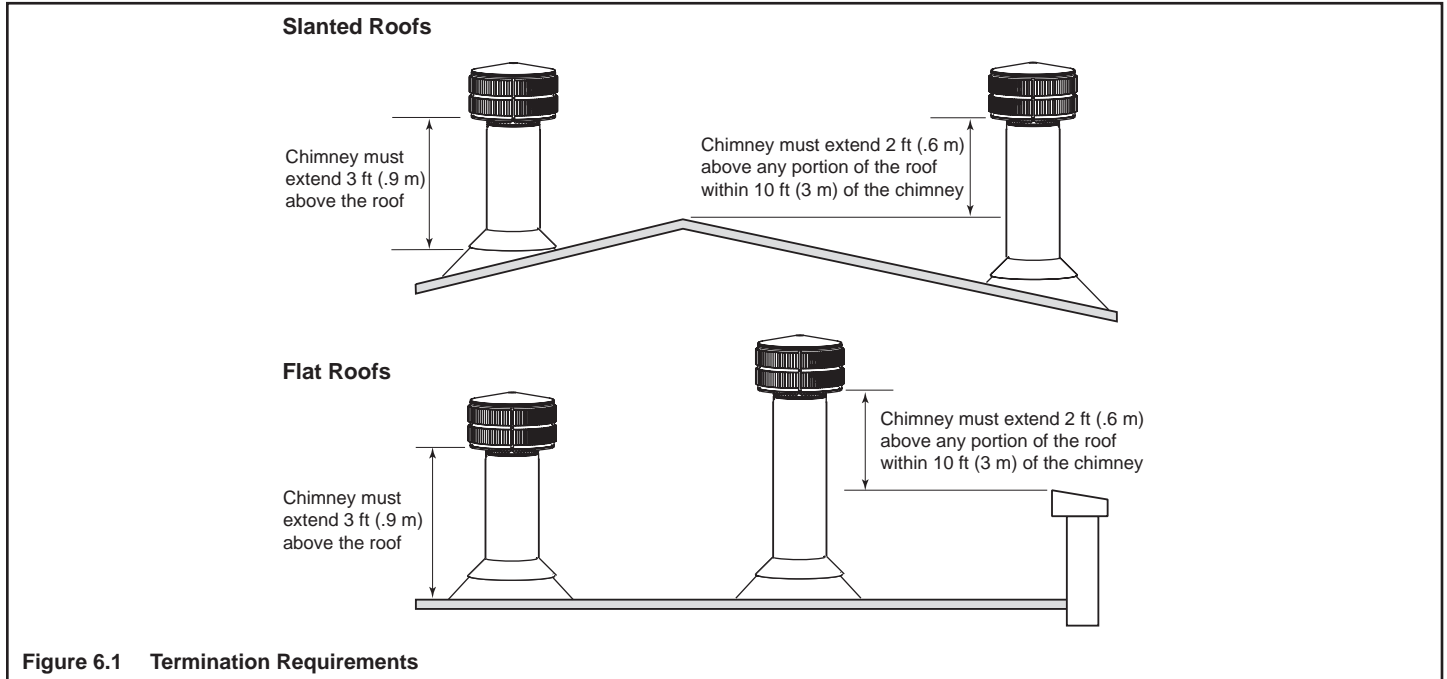 Slanted Roofs
Chimney must
extend 3 ft (.9 m)
above the roof
Chimney must extend 2 ft (.6 m)
above any portion of the roof
within 10 ft (3 m) of the chimney
Flat Roofs
Chimney must
extend 3 ft (.9 m)
above the roof
Chimney must extend 2 ft (.6 m)
above any portion of the roof
within 10 ft (3 m) of the chimney
Figure 6.1 Termination Requirements